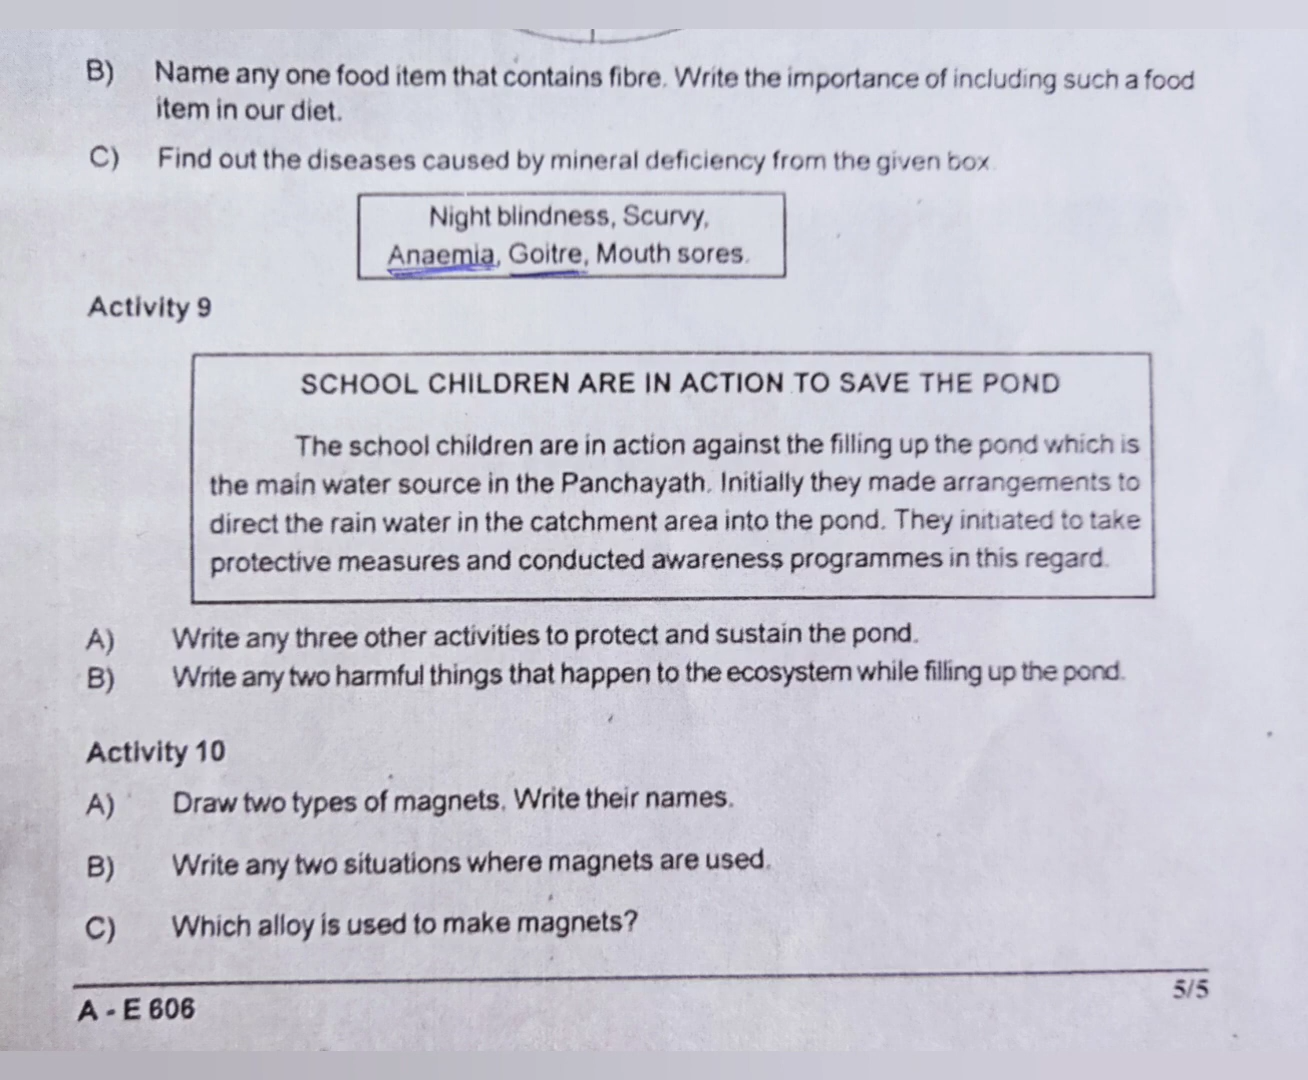 B) Name any one food item that contains fibre. Write the importance of including such a food
item in our diet.
C) Find out the diseases caused by mineral deficiency from the given box.
Night blindness, Scurvy,
Anaemia, Goitre, Mouth sores.
Activity 9
SCHOOL CHILDREN ARE IN ACTION TO SAVE THE POND
The school children are in action against the filling up the pond which is
the main water source in the Panchayath. Initially they made arrangements to
direct the rain water in the catchment area into the pond. They initiated to take
protective measures and conducted awareness programmes in this regard.
A) Write any three other activities to protect and sustain the pond.
B) Write any two harmful things that happen to the ecosystem while filling up the pond.
Activity 10
A) Draw two types of magnets. Write their names.
B) Write any two situations where magnets are used.
C) Which alloy is used to make magnets?
5/5
A - E 606